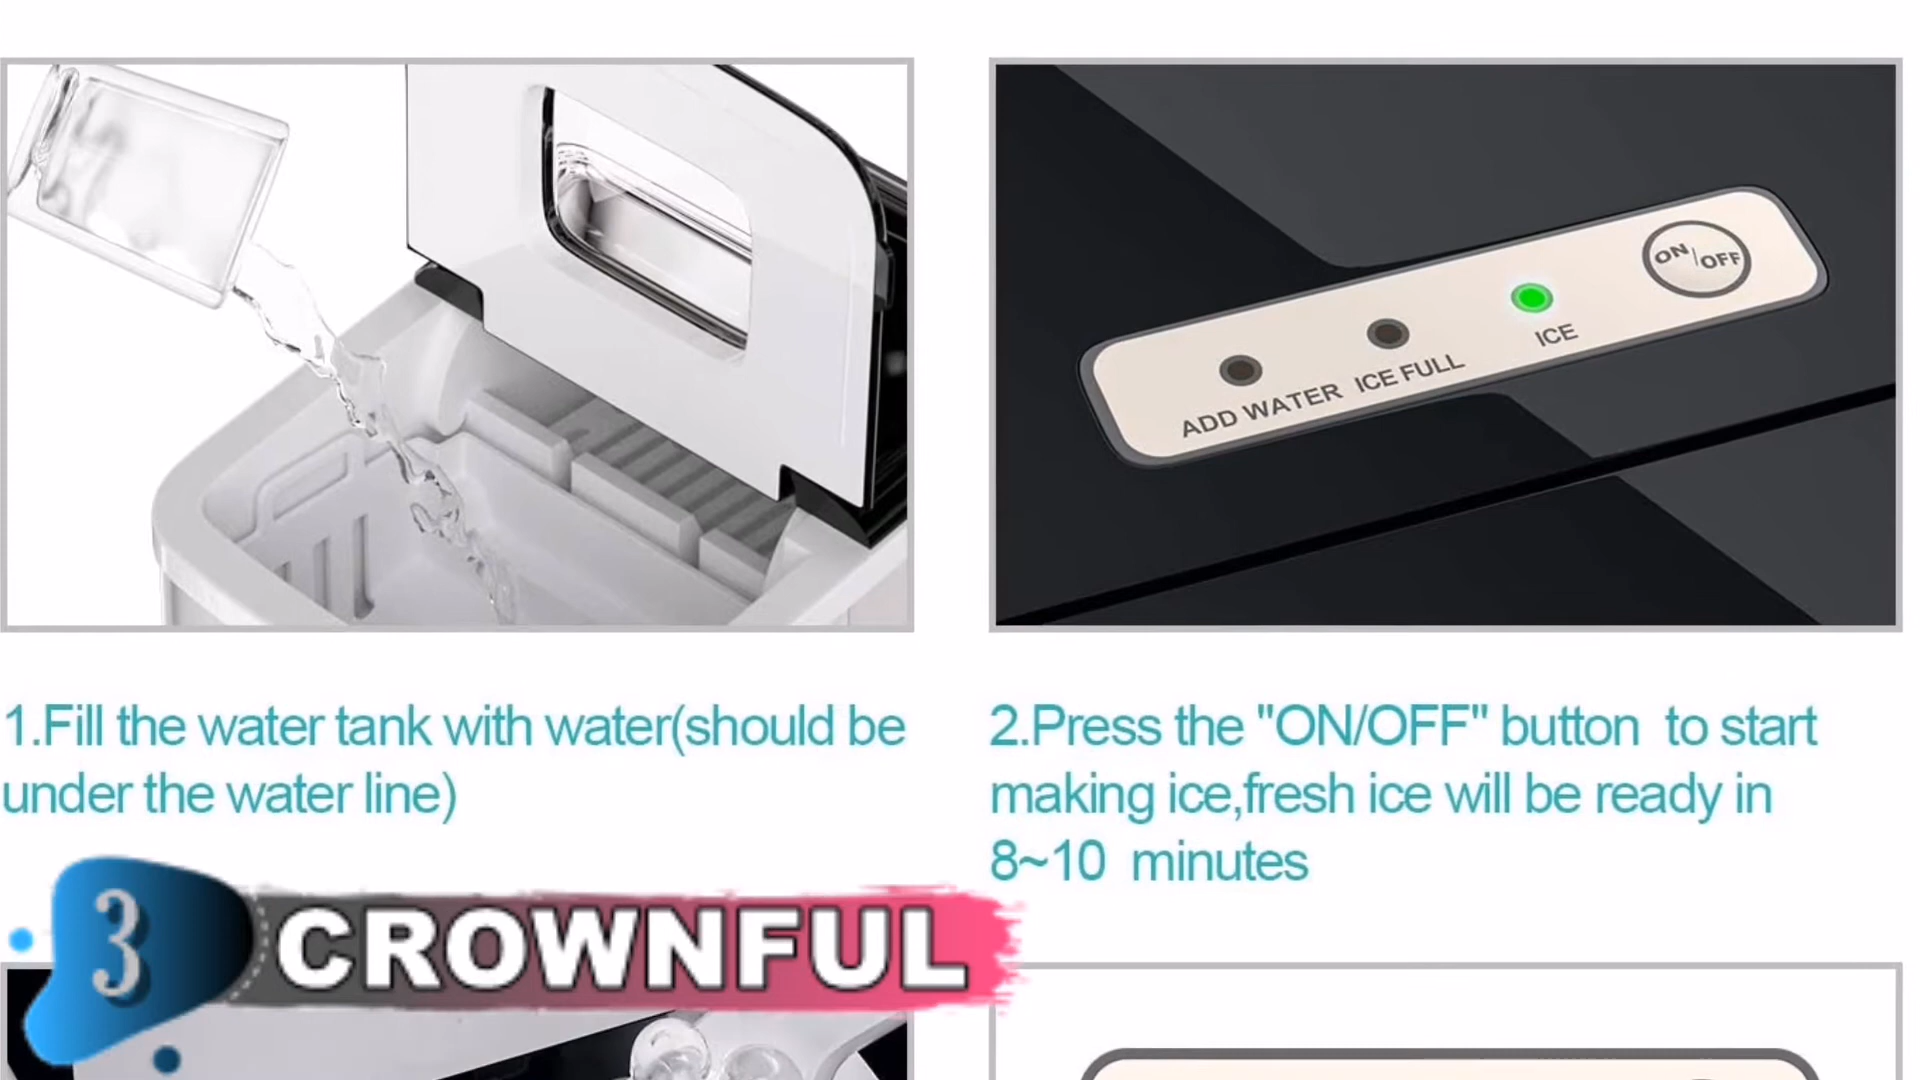 ON/OFF
ICE
ICE FULL
ADD WATER
1.Fill the water tank with water(should be
under the water line)
2.Press the "ON/OFF" button to start
making ice,fresh ice will be ready in
8~10 minutes
3 CROWNFUL